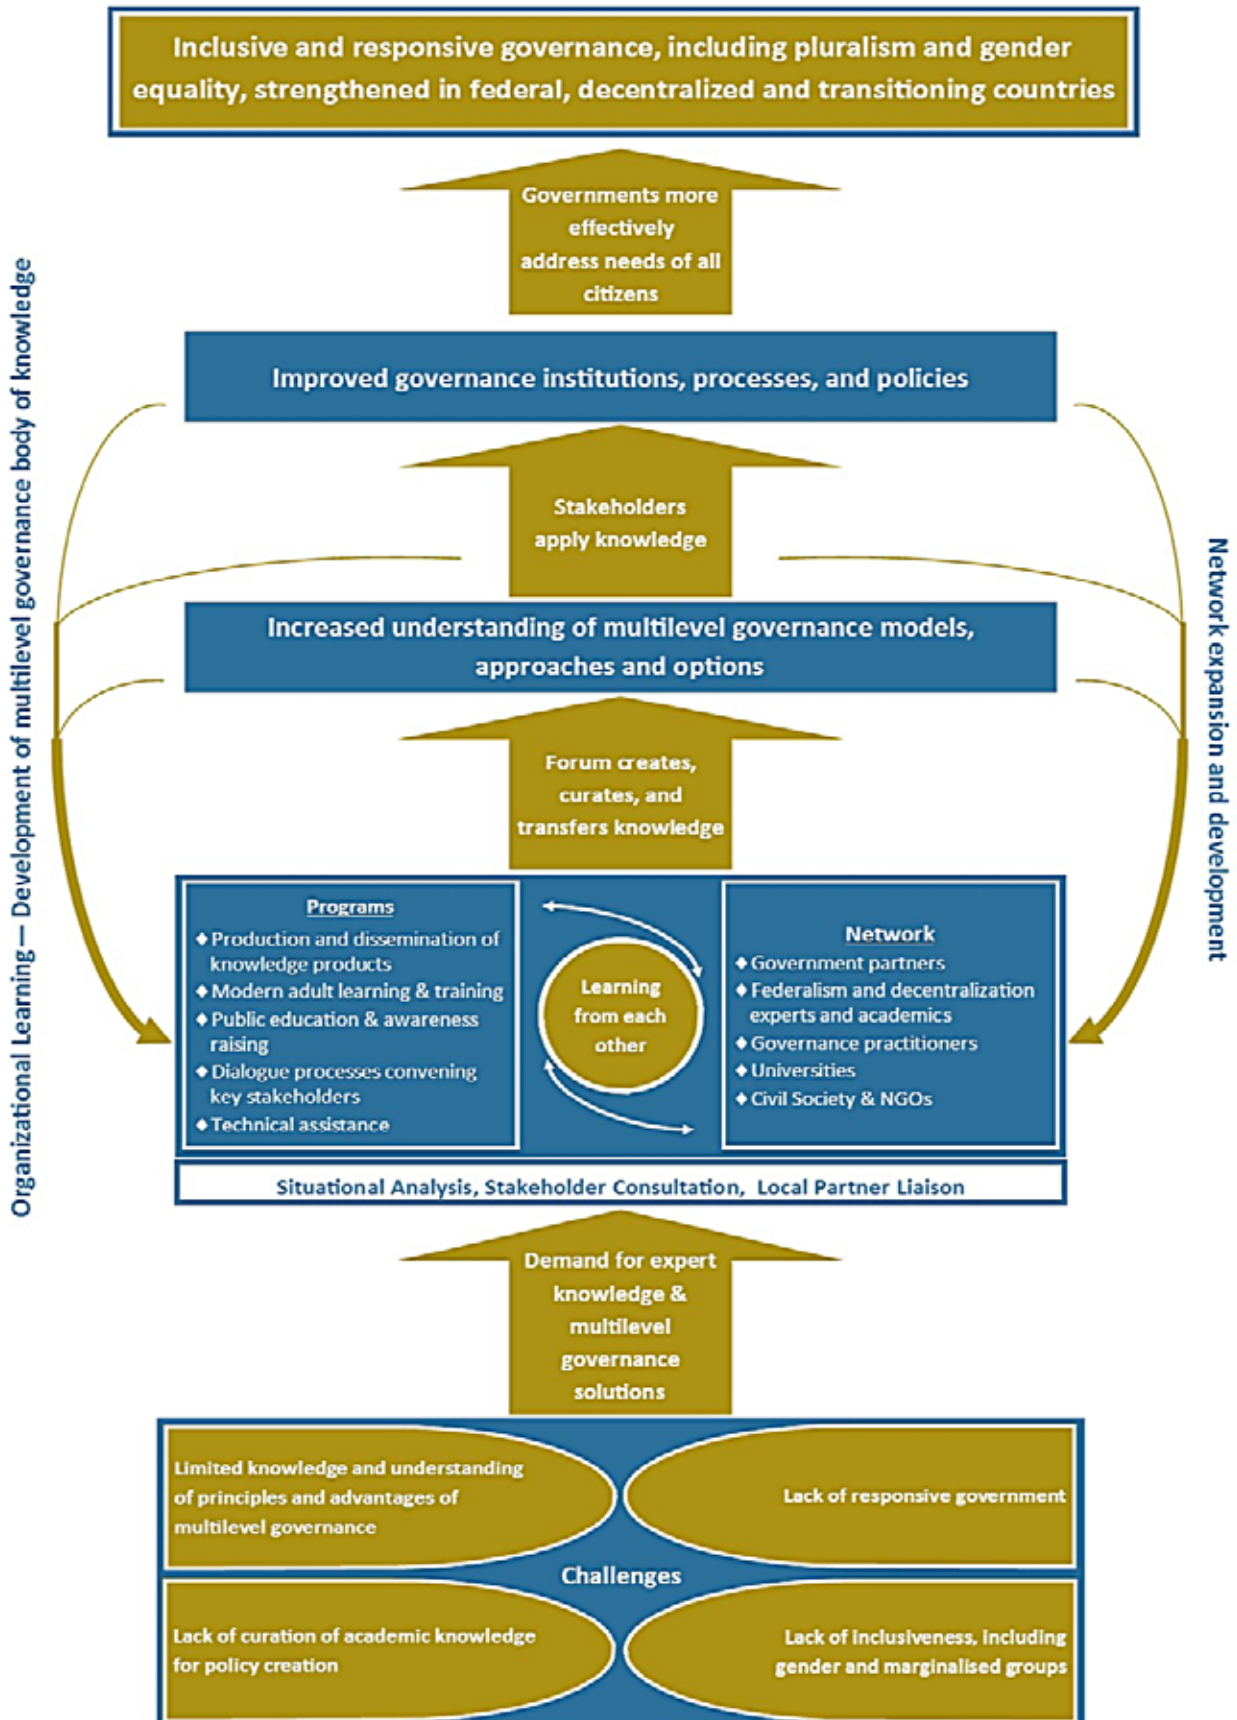 Inclusive and responsive governance, including pluralism and gender
equality, strengthened in federal, decentralized and transitioning countries
Governments more
effectively
address needs of all
citizens
Improved governance institutions, processes, and policies
Stakeholders
apply knowledge
Increased understanding of multilevel governance models,
approaches and options
Forum creates,
curates, and
transfers knowledge
Organizational Learning— Development of multilevel governance body of knowledge
Network expansion and development
Programs
◆Production and dissemination of
knowledge products
◆Modern adult learning & training
◆Public education & awareness
raising
◆Dialogue processes convening
key stakeholders
◆Technical assistance
Learning
from each
other
Network
◆Government partners
◆Federalism and decentralization
experts and academics
◆Governance practitioners
◆Universities
◆Civil Society & NGOs
Situational Analysis, Stakeholder Consultation, Local Partner Liaison
Demand for expert
knowledge &
multilevel
governance
solutions
Limited knowledge and understanding
of principles and advantages of
multilevel governance
Lack of responsive government
Challenges
Lack of curation of academic knowledge
for policy creation
Lack of inclusiveness, including
gender and marginalised groups